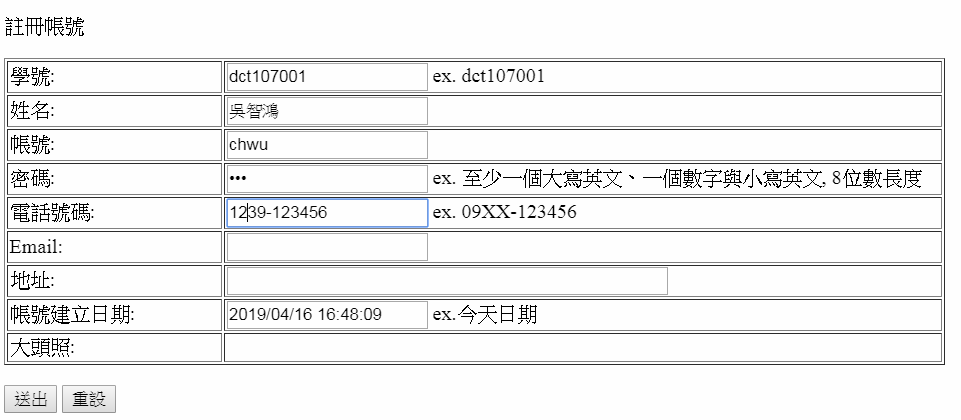 註冊帳號
學號: dct107001 ex. dct107001
姓名: 吳智鴻
帳號: chwu
密碼: ••• ex. 至少一個大寫英文、一個數字與小寫英文, 8位數長度
電話號碼: 1239-123456 ex. 09XX-123456
Email:
地址:
帳號建立日期: 2019/04/16 16:48:09 ex.今天日期
大頭照:
送出 重設